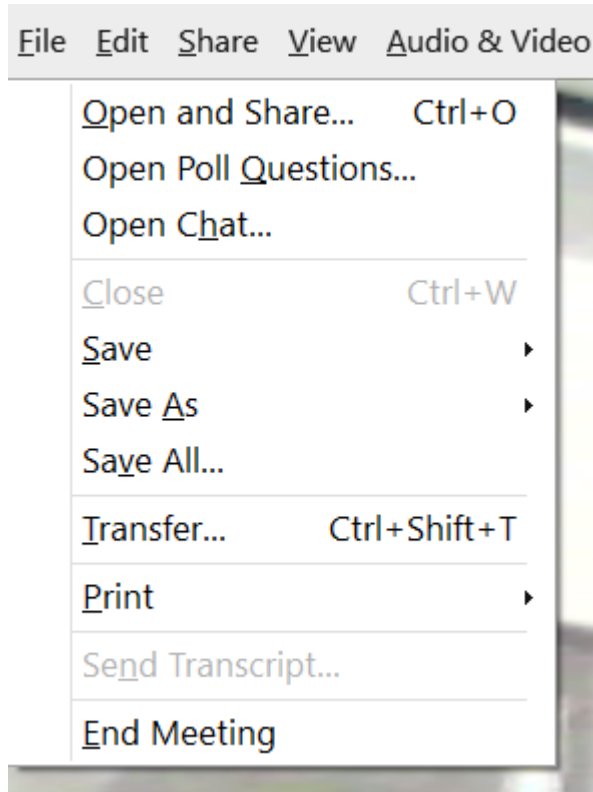 File Edit Share View Audio & Video
Open and Share... Ctrl+O
Open Poll Questions...
Open Chat...
Close Ctrl+W
Save
Save As
Save All...
Transfer... Ctrl+Shift+T
Print
Send Transcript...
End Meeting